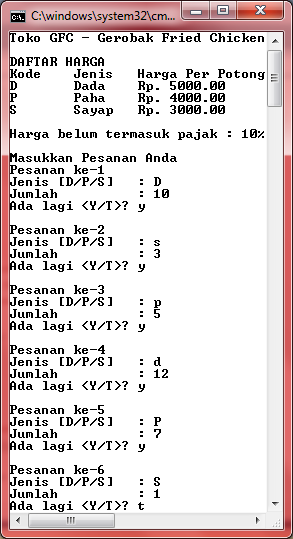 C:\windows\system32\cm...
Toko GFC - Gerobak Fried Chicken
DAFTAR HARGA
Kode Jenis Harga Per Potong
D Dada Rp. 5000.00
P Paha Rp. 4000.00
S Sayap Rp. 3000.00
Harga belum termasuk pajak : 10%
Masukkan Pesanan Anda
Pesanan ke-1
Jenis [D/P/S] : D
Jumlah : 10
Ada lagi <Y/T>? y
Pesanan ke-2
Jenis [D/P/S] : s
Jumlah : 3
Ada lagi <Y/T>? y
Pesanan ke-3
Jenis [D/P/S] : p
Jumlah : 5
Ada lagi <Y/T>? y
Pesanan ke-4
Jenis [D/P/S] : d
Jumlah : 12
Ada lagi <Y/T>? y
Pesanan ke-5
Jenis [D/P/S] : P
Jumlah : 7
Ada lagi <Y/T>? y
Pesanan ke-6
Jenis [D/P/S] : S
Jumlah : 1
Ada lagi <Y/T>? t